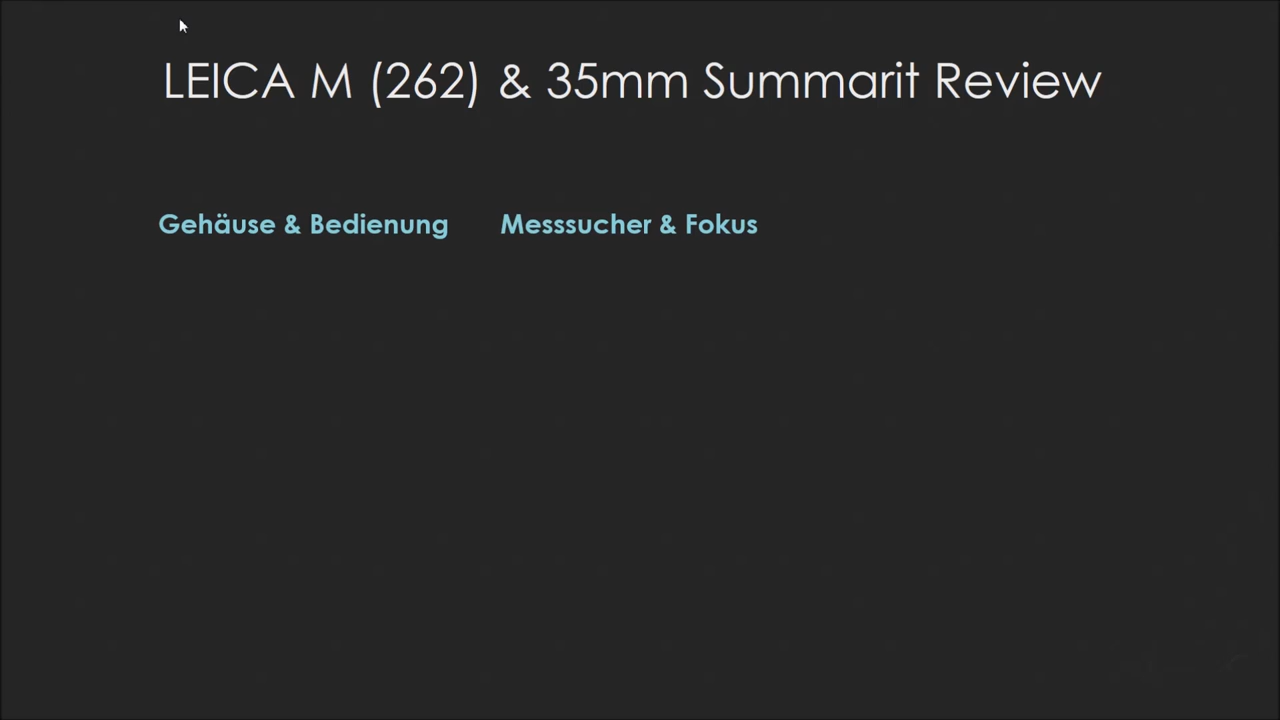 LEICA M (262) & 35mm Summarit Review
Gehäuse & Bedienung
Messsucher & Fokus